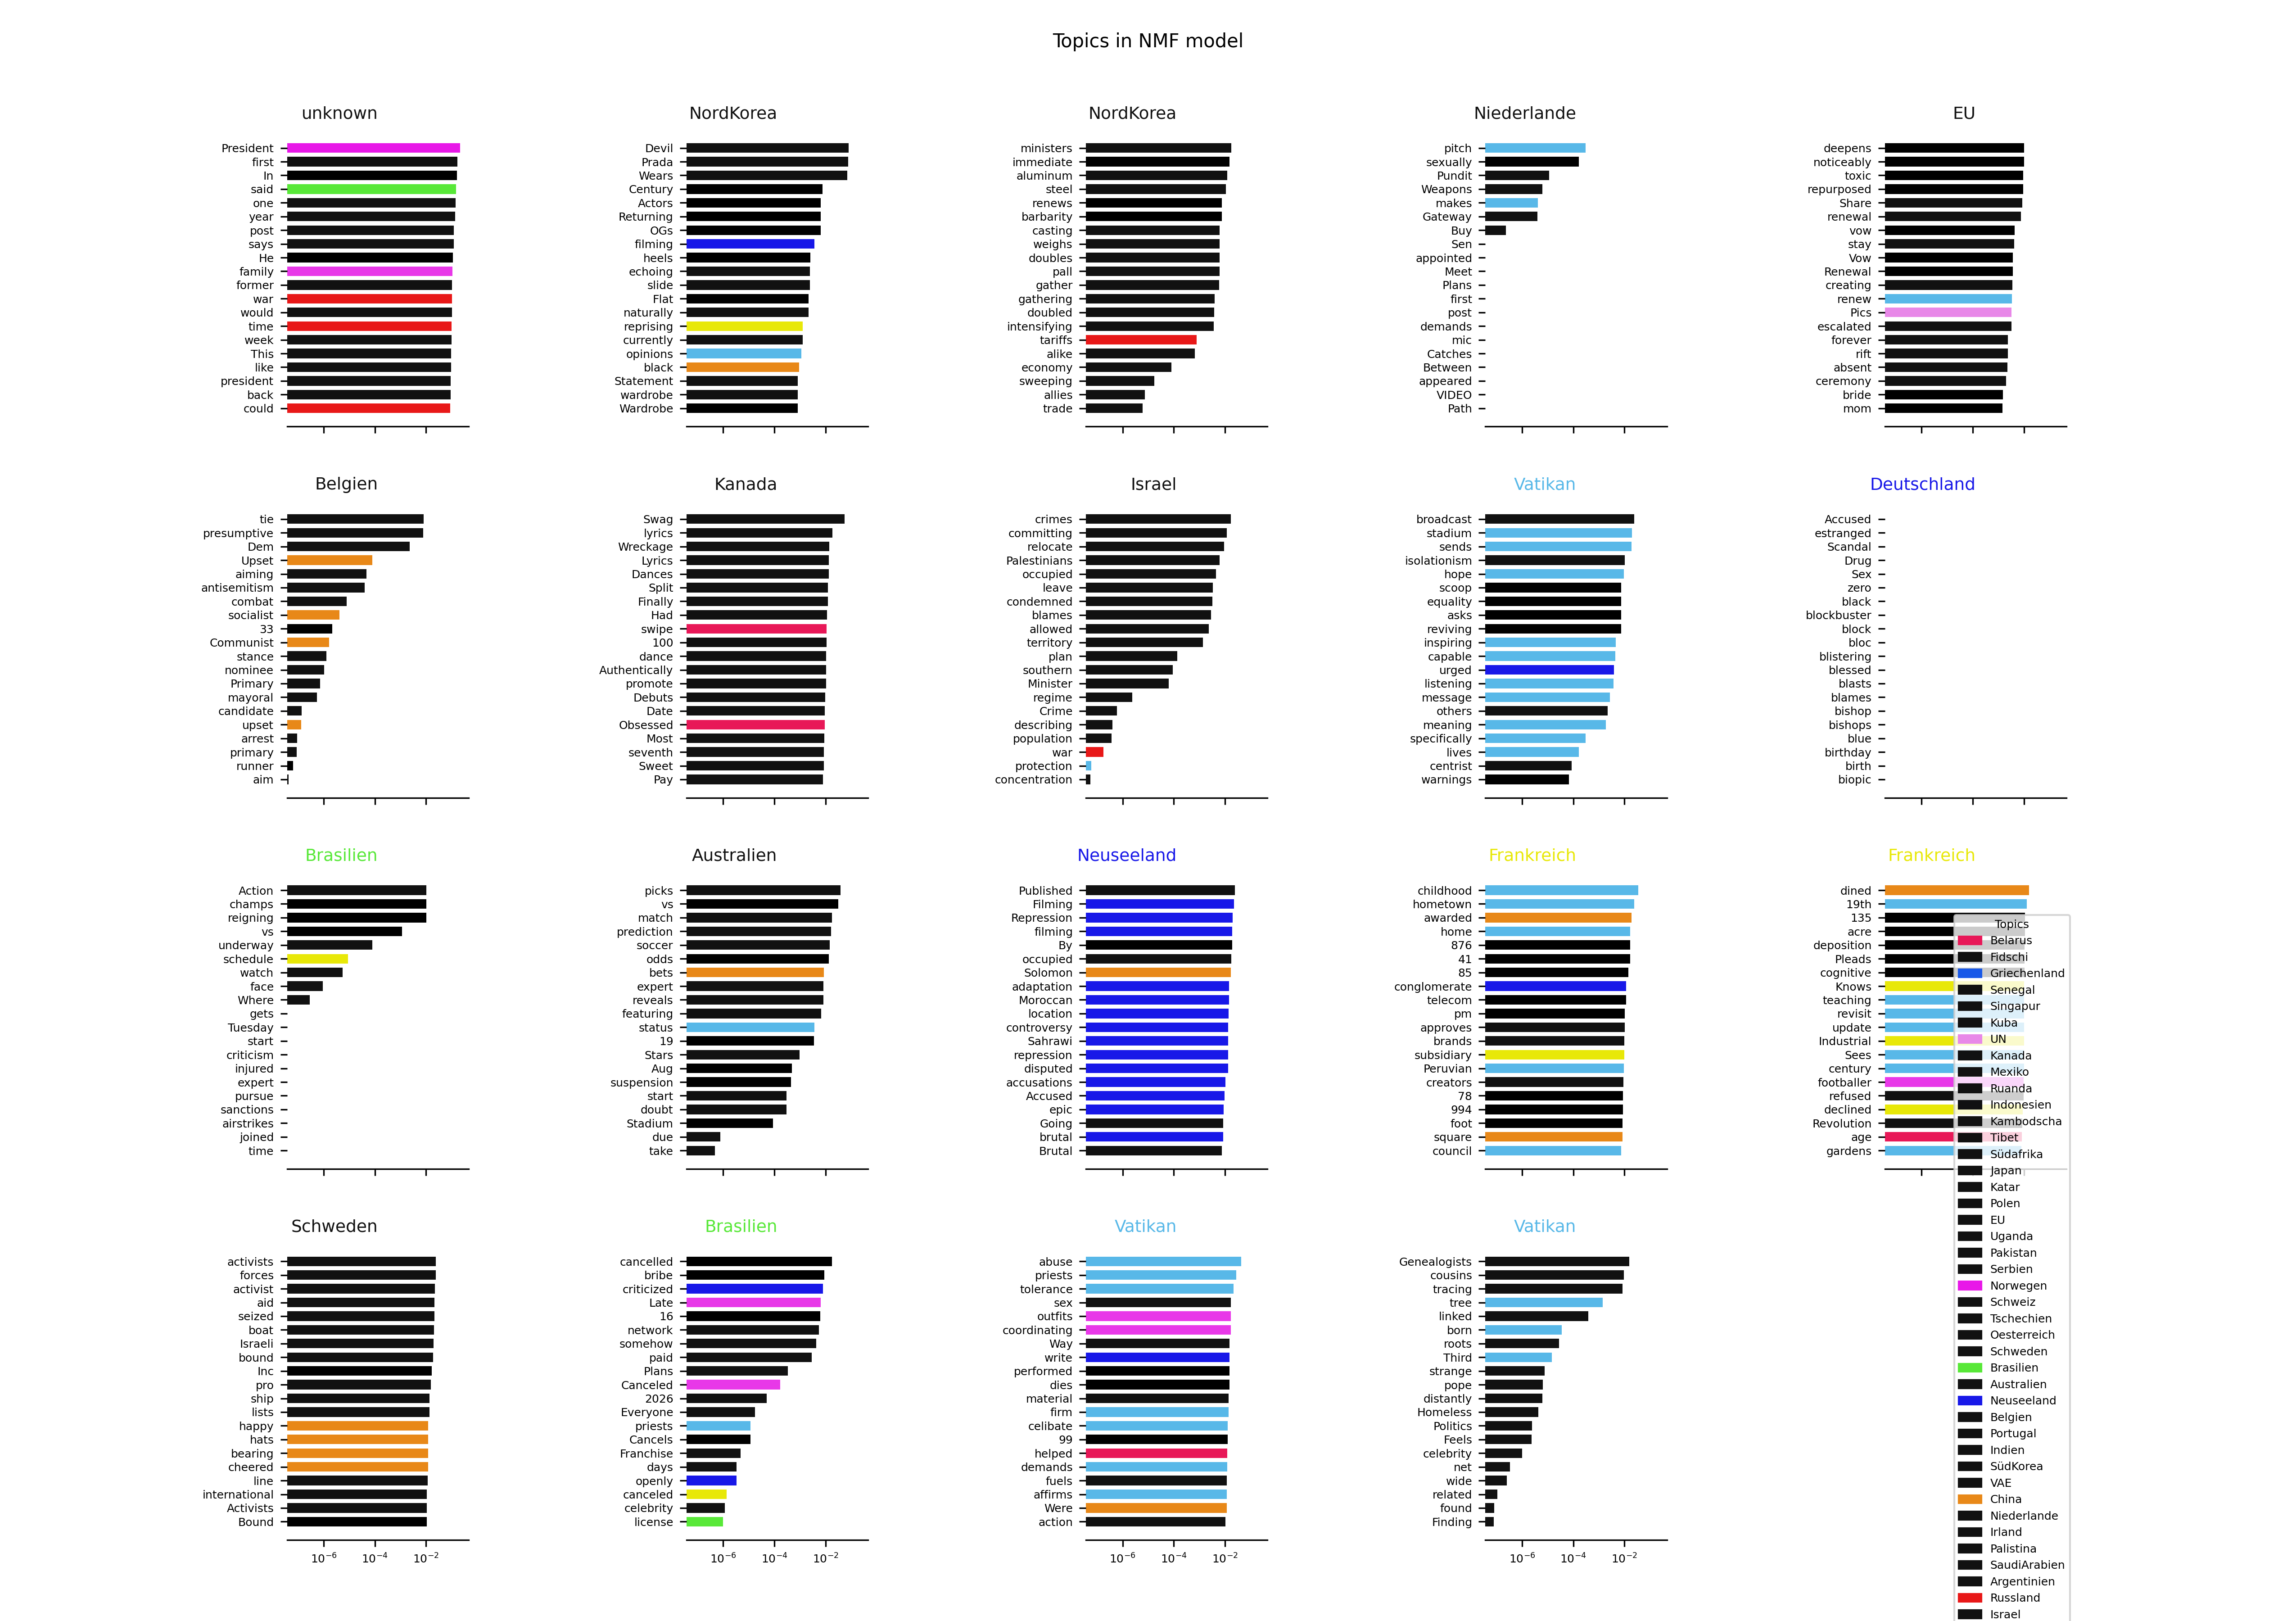 Topics in NMF model
unknown
President
first
In
said
one
year
post
says
He
family
former
war
would
time
week
This
like
president
back
could
NordKorea
Devil
Prada
Wears
Century
Actors
Returning
OGs
filming
heels
echoing
slide
Flat
naturally
reprising
currently
opinions
black
Statement
wardrobe
Wardrobe
NordKorea
ministers
immediate
aluminum
steel
renews
barbarity
casting
weighs
doubles
pall
gather
gathering
doubled
intensifying
tariffs
alike
economy
sweeping
allies
trade
Niederlande
pitch
sexually
Pundit
Weapons
makes
Gateway
Buy
Sen
appointed
Meet
Plans
first
post
demands
mic
Catches
Between
appeared
VIDEO
Path
EU
deepens
noticeably
toxic
repurposed
Share
renewal
vow
stay
Vow
Renewal
creating
renew
Pics
escalated
forever
rift
absent
ceremony
bride
mom
Belgien
tie
presumptive
Dem
Upset
aiming
antisemitism
combat
socialist
33
Communist
stance
nominee
Primary
mayoral
candidate
upset
arrest
primary
runner
aim
Kanada
Swag
lyrics
Wreckage
Lyrics
Dances
Split
Finally
Had
swipe
100
dance
Authentically
promote
Debuts
Date
Obsessed
Most
seventh
Sweet
Pay
Israel
crimes
committing
relocate
Palestinians
occupied
leave
condemned
blames
allowed
territory
plan
southern
Minister
regime
Crime
describing
population
war
protection
concentration
Vatikan
broadcast
stadium
sends
isolationism
hope
scoop
equality
asks
reviving
inspiring
capable
urged
listening
message
others
meaning
specifically
lives
centrist
warnings
Deutschland
Accused
estranged
Scandal
Drug
Sex
zero
black
blockbuster
block
bloc
blistering
blessed
blasts
blames
bishop
bishops
blue
birthday
birth
biopic
Brasilien
Action
champs
reigning
vs
underway
schedule
watch
face
Where
gets
Tuesday
start
criticism
injured
expert
pursue
sanctions
airstrikes
joined
time
Australien
picks
vs
match
prediction
soccer
odds
bets
expert
reveals
featuring
status
19
Stars
Aug
suspension
start
doubt
Stadium
due
take
Neuseeland
Published
Filming
Repression
filming
By
occupied
Solomon
adaptation
Moroccan
location
controversy
Sahrawi
repression
disputed
accusations
Accused
epic
Going
brutal
Brutal
Frankreich
childhood
hometown
awarded
home
876
41
85
conglomerate
telecom
pm
approves
brands
subsidiary
Peruvian
creators
78
994
foot
square
council
Frankreich
dined
19th
135
acre
deposition
Pleads
cognitive
Knows
teaching
revisit
update
Industrial
Sees
century
footballer
refused
declined
Revolution
age
gardens
Schweden
activists
forces
activist
aid
seized
boat
Israeli
bound
Inc
pro
ship
lists
happy
hats
bearing
cheered
line
international
Activists
Bound
10⁻⁶ 10⁻⁴ 10⁻²
Brasilien
cancelled
bribe
criticized
Late
16
network
somehow
paid
Plans
Canceled
2026
Everyone
priests
Cancels
Franchise
days
openly
canceled
celebrity
license
10⁻⁶ 10⁻⁴ 10⁻²
Vatikan
abuse
priests
tolerance
sex
outfits
coordinating
Way
write
performed
dies
material
firm
celibate
99
helped
demands
fuels
affirms
Were
action
10⁻⁶ 10⁻⁴ 10⁻²
Vatikan
Genealogists
cousins
tracing
tree
linked
born
roots
Third
strange
pope
distantly
Homeless
Politics
Feels
celebrity
net
wide
related
found
Finding
10⁻⁶ 10⁻⁴ 10⁻²
Topics
Belarus
Fidschi
Griechenland
Senegal
Singapur
Kuba
UN
Kanada
Mexiko
Ruanda
Indonesien
Kambodscha
Tibet
Südafrika
Japan
Katar
Polen
EU
Uganda
Pakistan
Serbien
Norwegen
Schweiz
Tschechien
Oesterreich
Schweden
Brasilien
Australien
Neuseeland
Belgien
Portugal
Indien
SüdKorea
VAE
China
Niederlande
Irland
Palistina
SaudiArabien
Argentinien
Russland
Israel